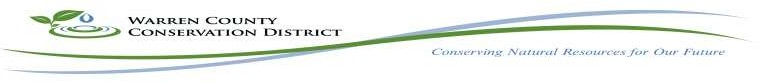 Warren County
Conservation District
Conserving Natural Resources for Our Future